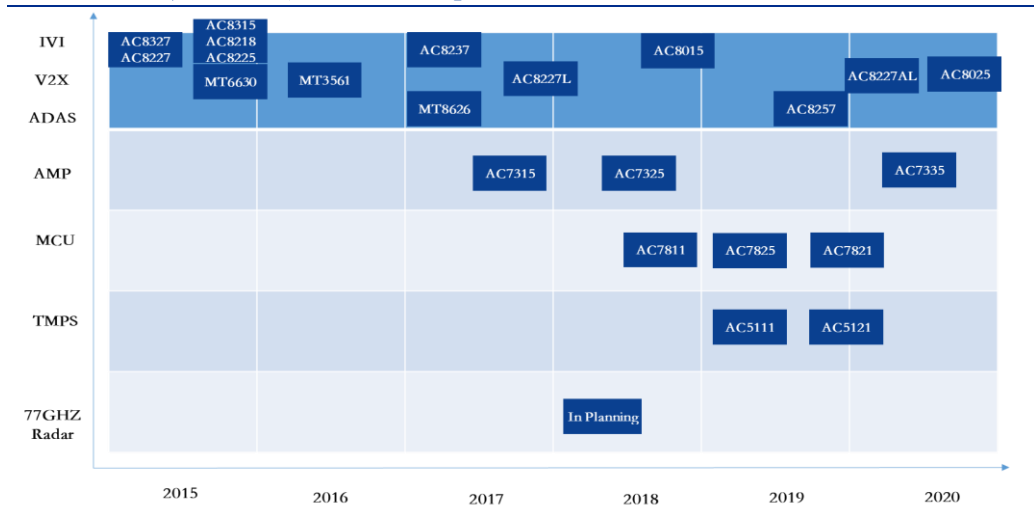 IVI
V2X
ADAS
AC8327
AC8227
AC8315
AC8218
AC8225
MT6630
MT3561
AC8237
MT8626
AC8227L
AC8015
AC8257
AC8227AL
AC8025
AMP
AC7315
AC7325
AC7335
MCU
AC7811
AC7825
AC7821
TMPS
AC5111
AC5121
77GHZ
Radar
In Planning
2015
2016
2017
2018
2019
2020